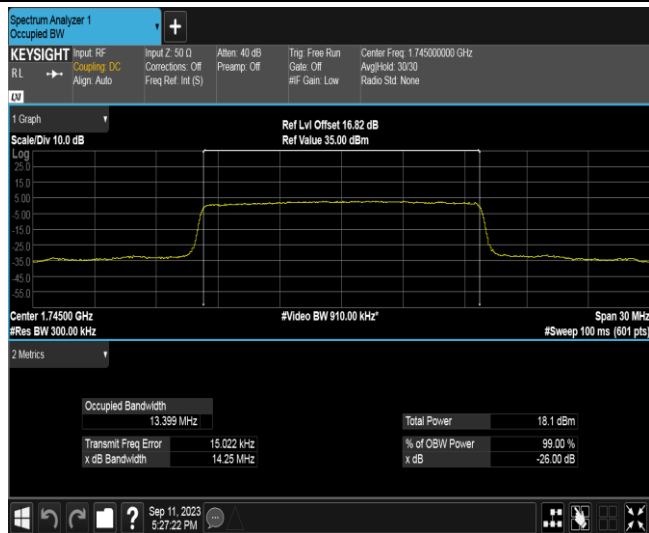 Spectrum Analyzer 1
Occupied BW
+
KEYSIGHT
RL
Input: RF
Coupling: DC
Align: Auto
Input Z: 50 Ω
Corrections: Off
Freq Ref: Int (S)
Atten: 40 dB
Preamp: Off
Trig: Free Run
Gate: Off
#IF Gain: Low
Center Freq: 1.745000000 GHz
Avg|Hold: 30/30
Radio Std: None
1 Graph
Scale/Div 10.0 dB
Ref Lvl Offset 16.82 dB
Ref Value 35.00 dBm
Log
25.0
15.0
5.00
-5.00
-15.0
-25.0
-35.0
-45.0
-55.0
Center 1.74500 GHz
#Res BW 300.00 kHz
#Video BW 910.00 kHz*
Span 30 MHz
#Sweep 100 ms (601 pts)
2 Metrics
Occupied Bandwidth
13.399 MHz
Total Power 18.1 dBm
Transmit Freq Error 15.022 kHz
% of OBW Power 99.00 %
x dB Bandwidth 14.25 MHz
x dB -26.00 dB
?
Sep 11, 2023
5:27:22 PM